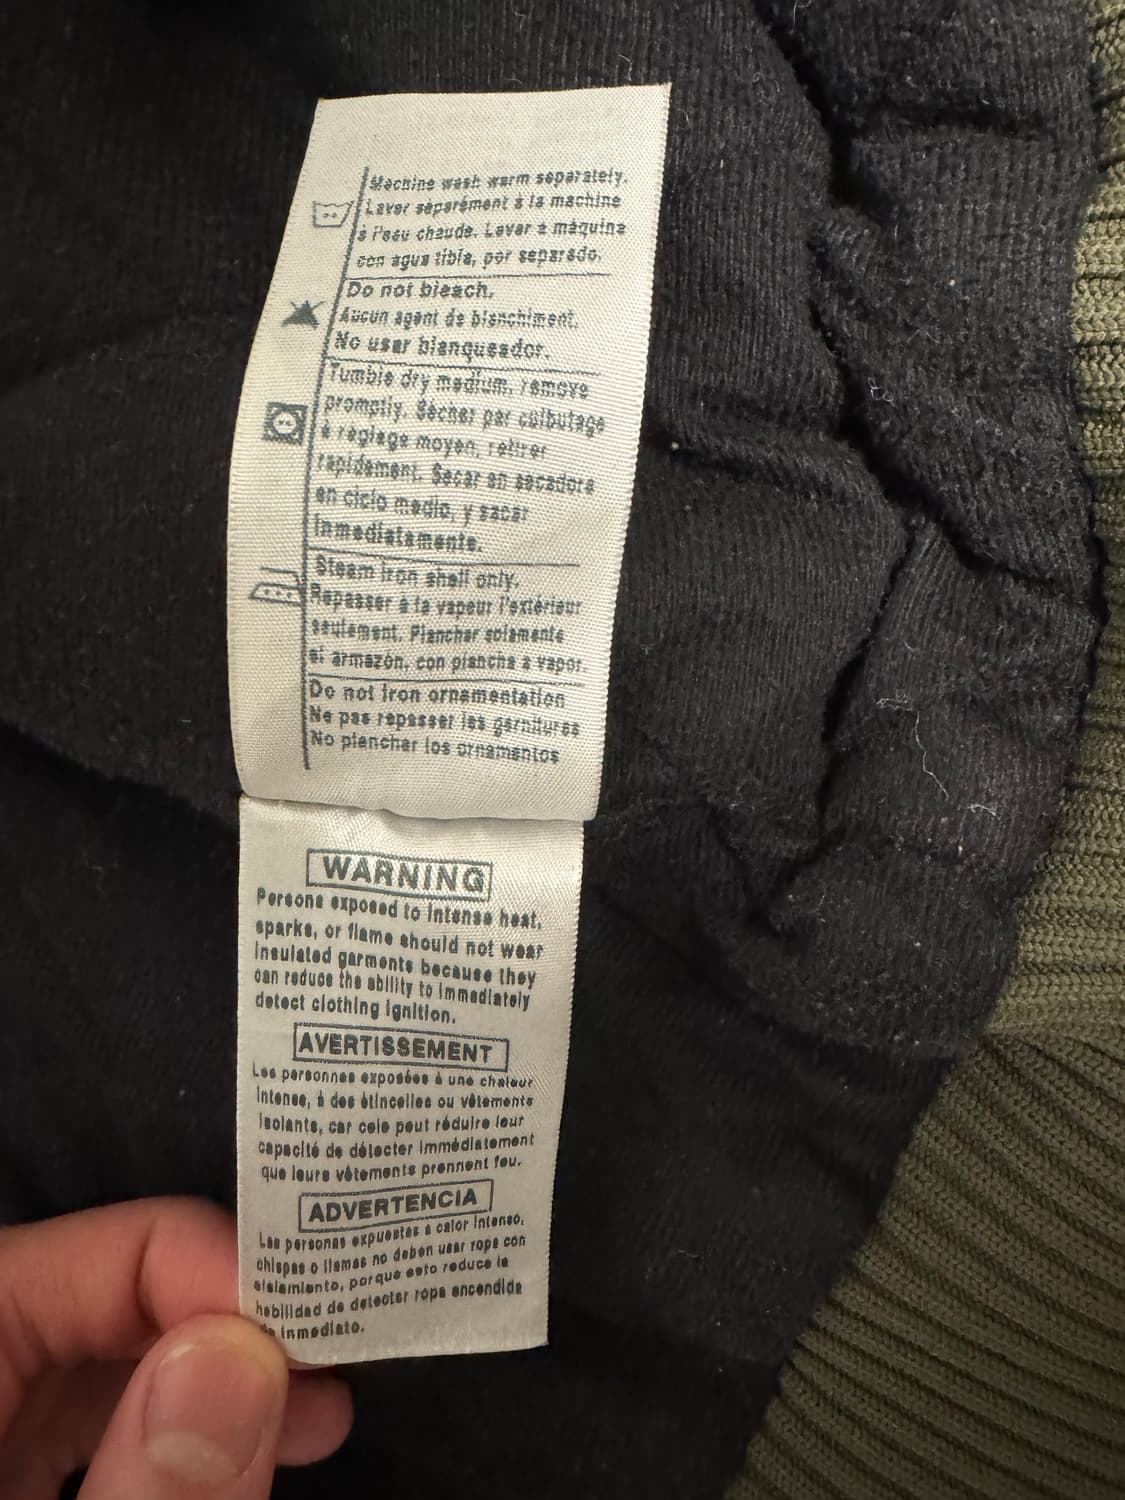 Machine wash warm separately.
Laver séparément à la machine
à l'eau chaude. Lavar a máquina
con agua tibia, por separado.
Do not bleach.
Aucun agent de blanchiment.
No usar blanqueador.
Tumble dry medium, remove
promptly. Sécher par culbutage
à réglage moyen, retirer
rapidement. Secar en secadora
en ciclo medio, y sacar
inmediatamente.
Steam iron shell only.
Repasser à la vapeur l'extérieur
seulement. Planchar solamente
el armazón, con plancha a vapor.
Do not iron ornamentation
Ne pas repasser les garnitures
No planchar los ornamentos
WARNING
Persons exposed to intense heat,
sparks, or flame should not wear
insulated garments because they
can reduce the ability to immediately
detect clothing ignition.
AVERTISSEMENT
Les personnes exposées à une chaleur
intense, à des étincelles ou vêtements
isolants, car cele peut réduire leur
capacité de détecter immédiatement
que leurs vêtements prennent feu.
ADVERTENCIA
Las personas expuestas a calor intenso,
chispas o llamas no deben usar ropa con
aislamiento, porque esto reduce la
habilidad de detectar ropa encendida
de inmediato.